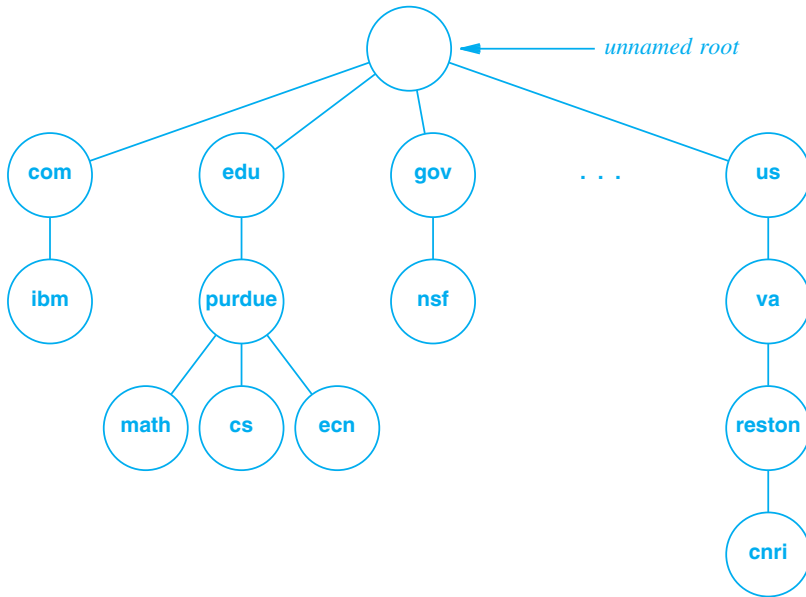 unnamed root
com edu gov . . . us
ibm purdue nsf va
math cs ecn reston
cnri